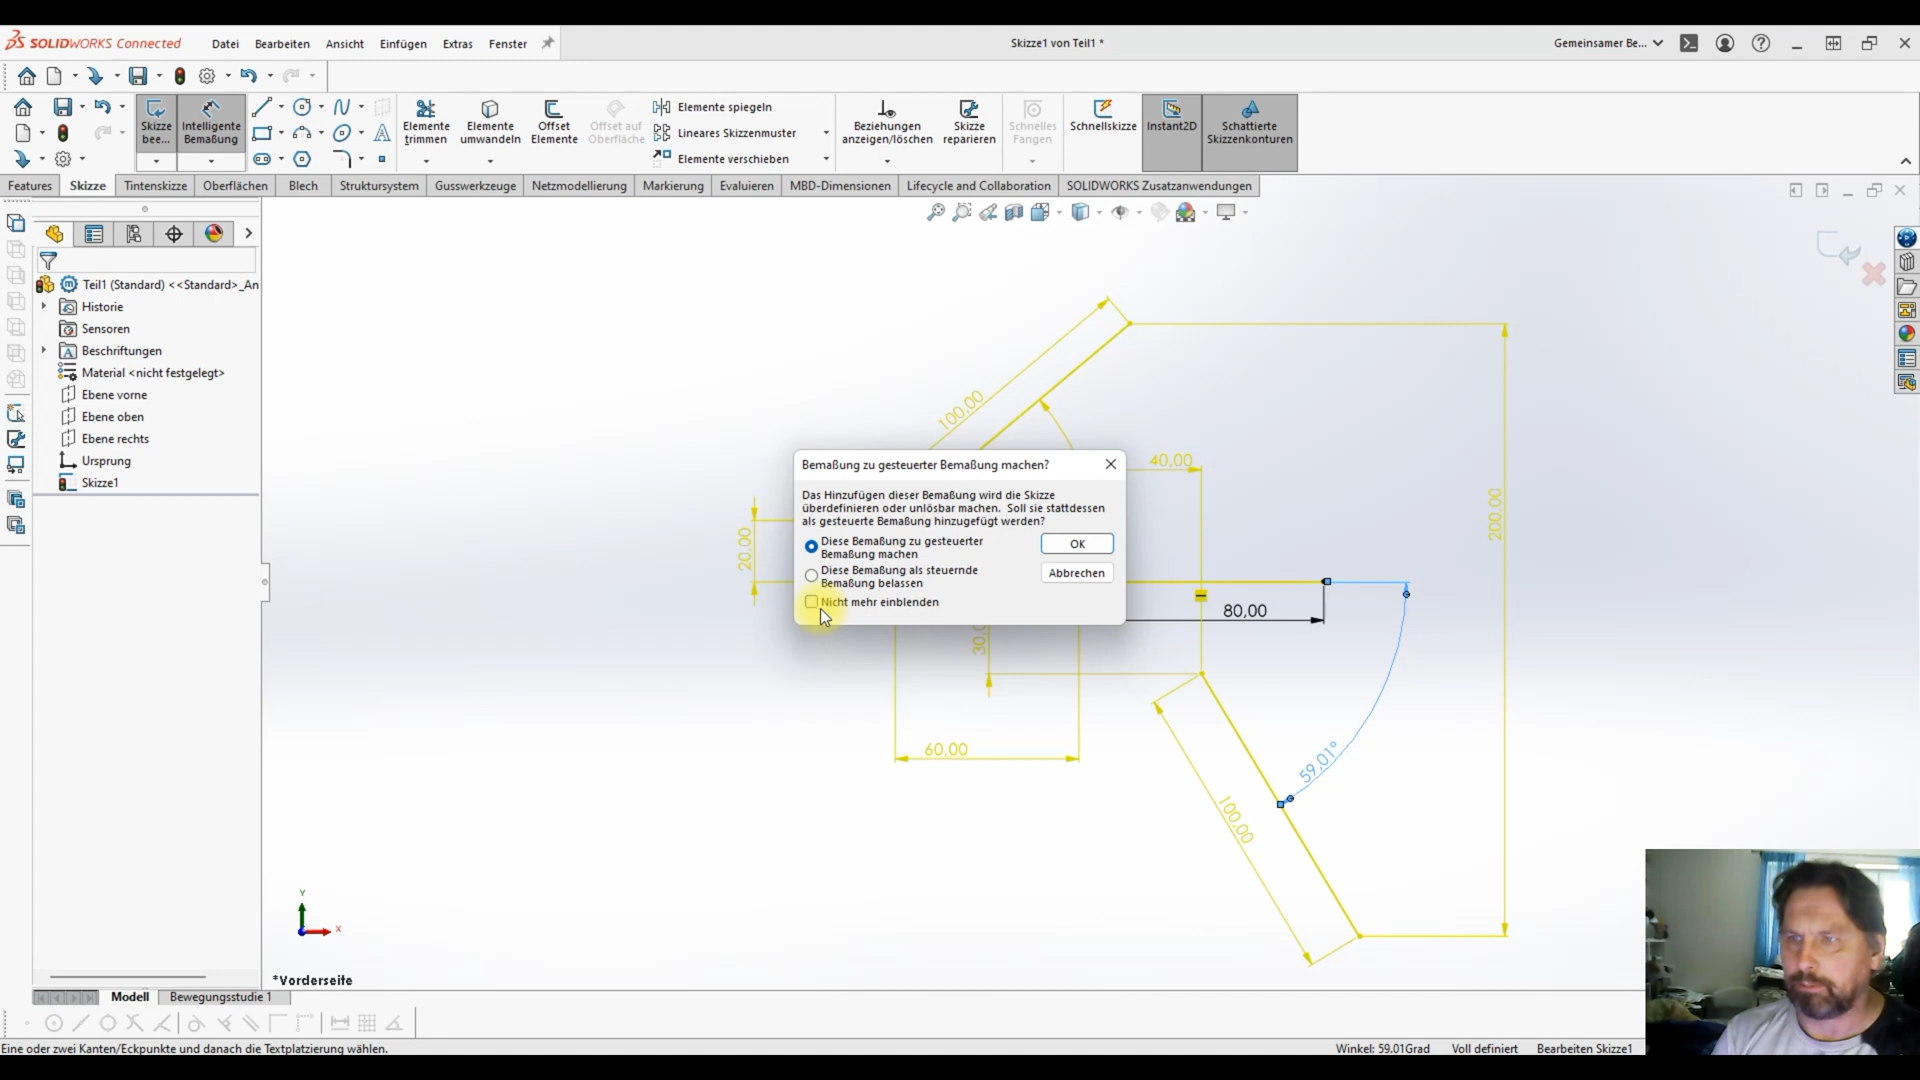 SOLIDWORKS Connected
Datei Bearbeiten Ansicht Einfügen Extras Fenster
Skizze1 von Teil1 *
Gemeinsamer Be...
Skizze bee...
Intelligente Bemaßung
Elemente trimmen
Elemente umwandeln
Offset Elemente
Offset auf Oberfläche
Elemente spiegeln
Lineares Skizzenmuster
Elemente verschieben
Beziehungen anzeigen/löschen
Skizze reparieren
Schnelles Fangen
Schnellskizze
Instant2D
Schattierte Skizzenkonturen
Features Skizze Tintenskizze Oberflächen Blech Struktursystem Gusswerkzeuge Netzmodellierung Markierung Evaluieren MBD-Dimensionen Lifecycle and Collaboration SOLIDWORKS Zusatzanwendungen
Teil1 (Standard) <<Standard>_An
Historie
Sensoren
Beschriftungen
Material <nicht festgelegt>
Ebene vorne
Ebene oben
Ebene rechts
Ursprung
Skizze1
100,00
40,00
200,00
20,00
Bemaßung zu gesteuerter Bemaßung machen?
Das Hinzufügen dieser Bemaßung wird die Skizze
überdefinieren oder unlösbar machen. Soll sie stattdessen
als gesteuerte Bemaßung hinzugefügt werden?
Diese Bemaßung zu gesteuerter
Bemaßung machen
OK
Diese Bemaßung als steuernde
Bemaßung belassen
Abbrechen
Nicht mehr einblenden
80,00
30,0
60,00
59,01°
100,00
Y
X
*Vorderseite
Modell Bewegungsstudie 1
Eine oder zwei Kanten/Eckpunkte und danach die Textplatzierung wählen.
Winkel: 59.01Grad Voll definiert Bearbeiten Skizze1